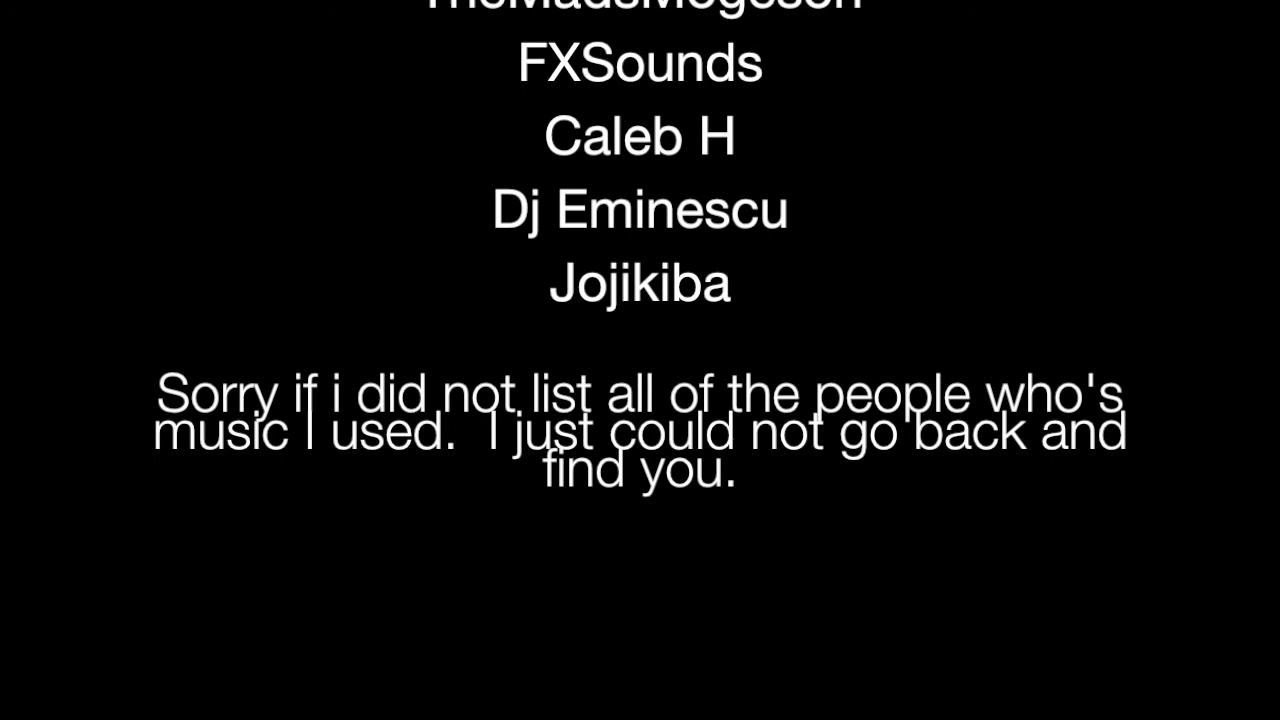 TheMadsMogeson
FXSounds
Caleb H
Dj Eminescu
Jojikiba
Sorry if i did not list all of the people who's
music I used.  I just could not go back and
find you.